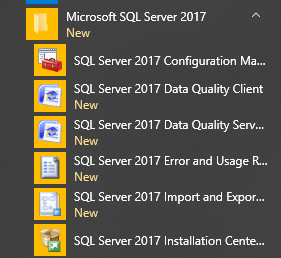 Microsoft SQL Server 2017
New
SQL Server 2017 Configuration Ma...
SQL Server 2017 Data Quality Client
New
SQL Server 2017 Data Quality Serv...
New
SQL Server 2017 Error and Usage R...
New
SQL Server 2017 Import and Expor...
New
SQL Server 2017 Installation Cente...